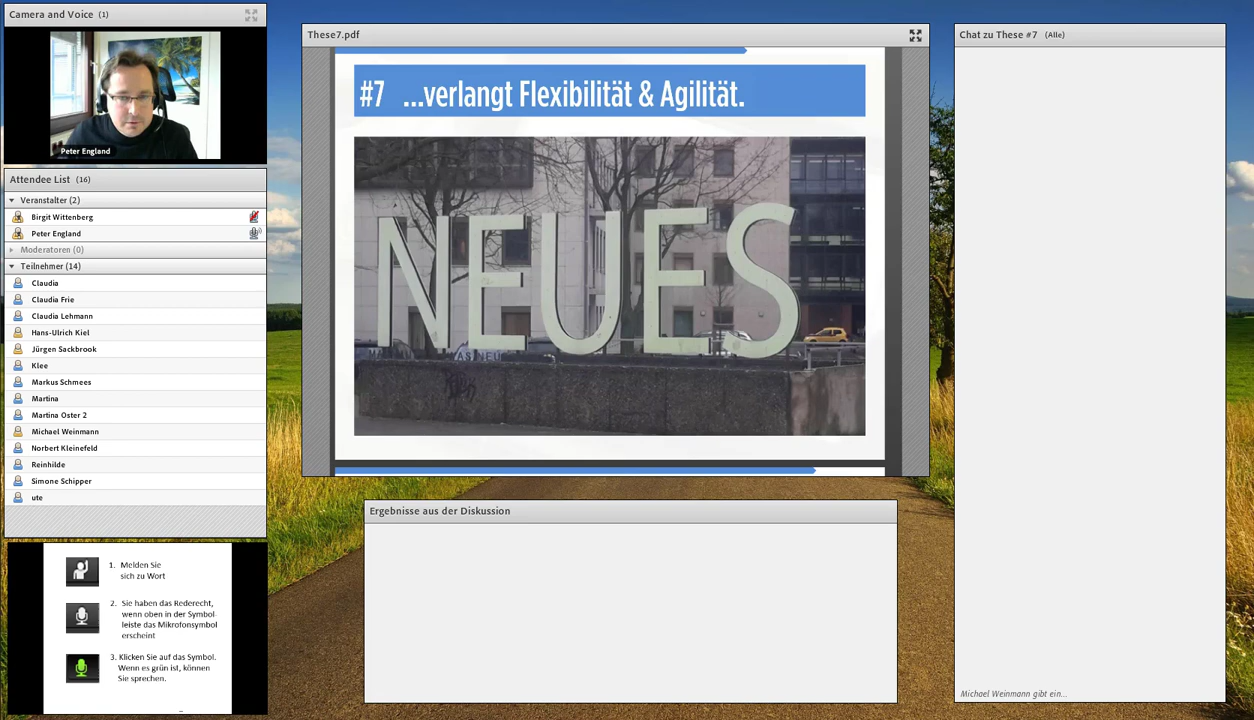 Camera and Voice (1)
Peter England
Attendee List (16)
Veranstalter (2)
Birgit Wittenberg
Peter England
Moderatoren (0)
Teilnehmer (14)
Claudia
Claudia Frie
Claudia Lehmann
Hans-Ulrich Kiel
Jürgen Sackbrook
Klee
Markus Schmees
Martina
Martina Oster 2
Michael Weinmann
Norbert Kleinefeld
Reinhilde
Simone Schipper
ute
1. Melden Sie
sich zu Wort
2. Sie haben das Rederecht,
wenn oben in der Symbol-
leiste das Mikrofonsymbol
erscheint
3. Klicken Sie auf das Symbol.
Wenn es grün ist, können
Sie sprechen.
These7.pdf
#7 ...verlangt Flexibilität & Agilität.
NEUES
Ergebnisse aus der Diskussion
Chat zu These #7 (Alle)
Michael Weinmann gibt ein...